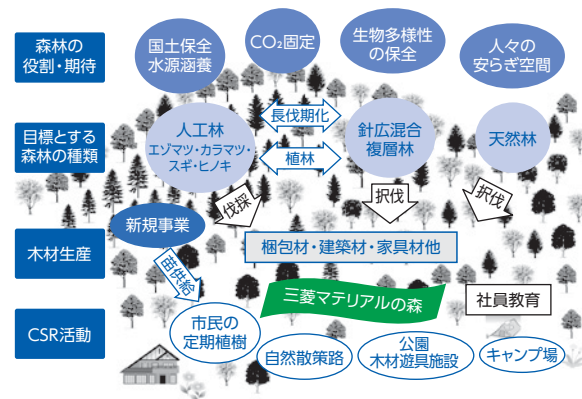 森林の
役割・期待
国土保全
水源涵養
CO₂固定
生物多様性
の保全
人々の
安らぎ空間
目標とする
森林の種類
人工林
エゾマツ・カラマツ・
スギ・ヒノキ
長伐期化
植林
針広混合
複層林
天然林
伐採
択伐
択伐
新規事業
木材生産
梱包材・建築材・家具材他
苗供給
三菱マテリアルの森
社員教育
CSR活動
市民の
定期植樹
自然散策路
公園
木材遊具施設
キャンプ場